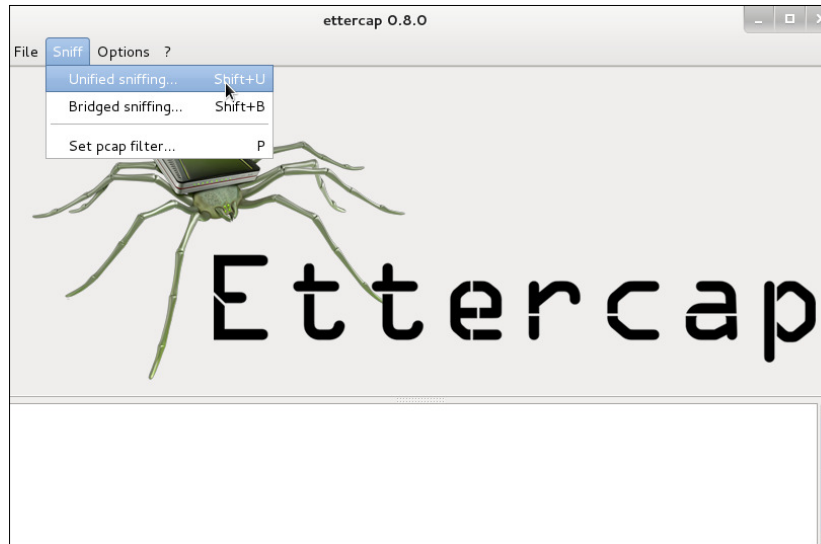 ettercap 0.8.0
File Sniff Options ?
Unified sniffing... Shift+U
Bridged sniffing... Shift+B
Set pcap filter... P
Ettercap